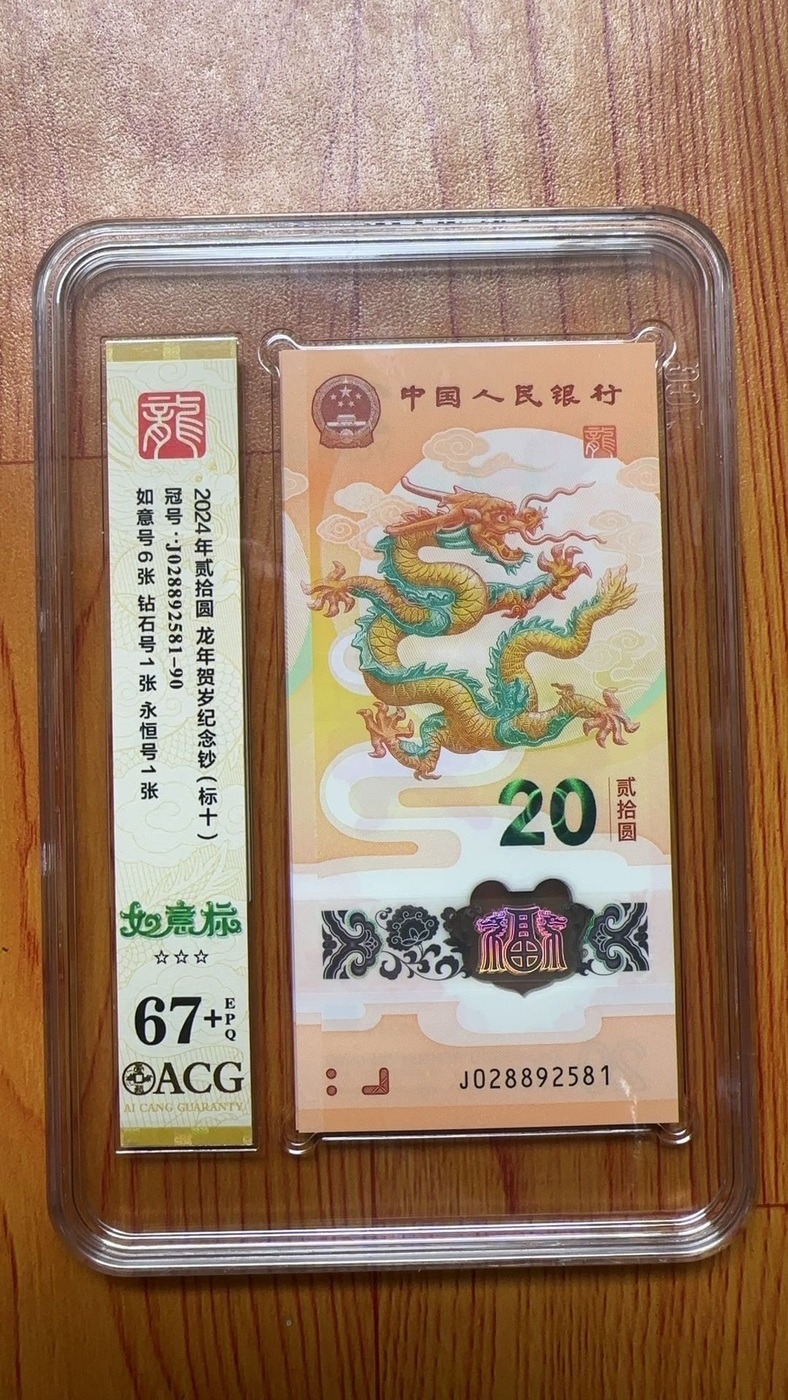 龍
2024年贰拾圆 龙年贺岁纪念钞(标十)
冠号:J028892581-90
如意号6张 钻石号1张 永恒号1张
如意标
☆☆☆
67+
EPQ
ACG
AI CANG GUARANTY
中国人民银行
龍
20
贰拾圆
福
J028892581